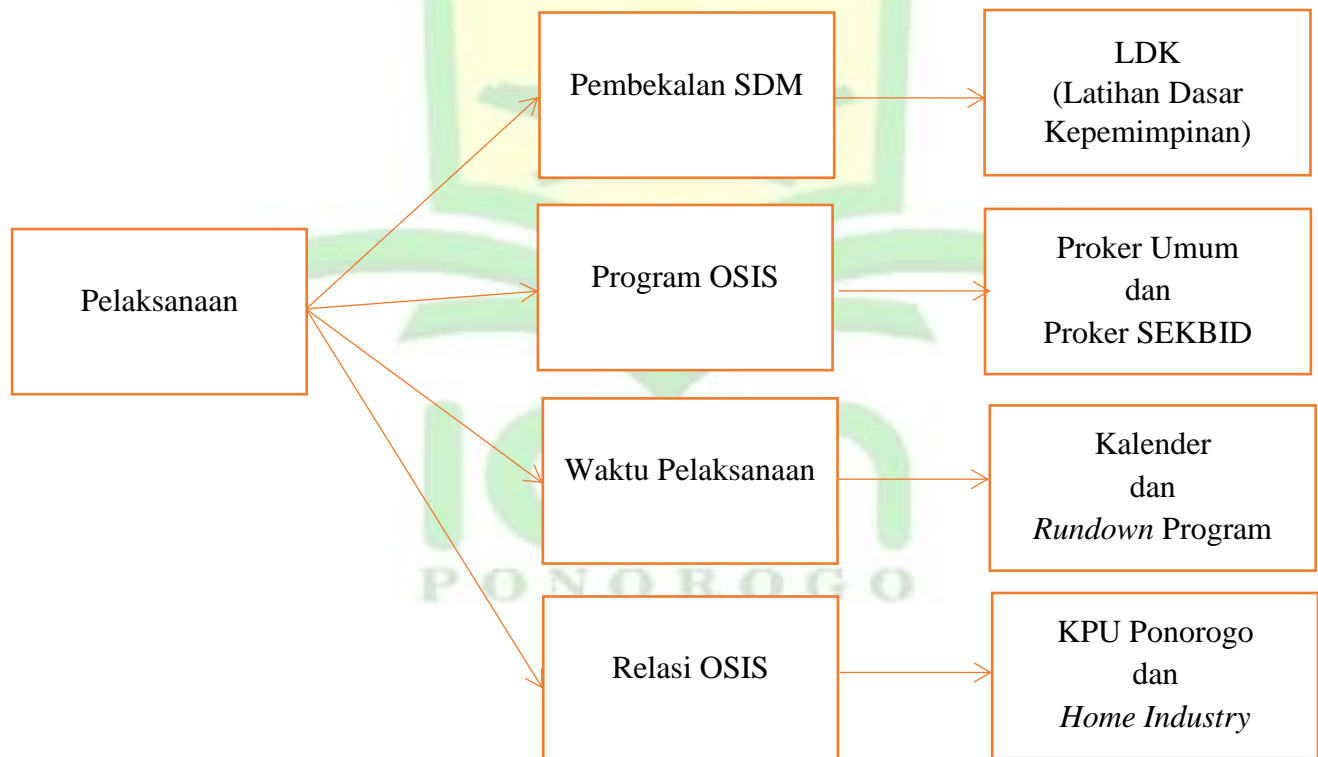 Pembekalan SDM
LDK
(Latihan Dasar
Kepemimpinan)
Pelaksanaan
Program OSIS
Proker Umum
dan
Proker SEKBID
Waktu Pelaksanaan
Kalender
dan
Rundown Program
Relasi OSIS
KPU Ponorogo
dan
Home Industry
PONOROGO